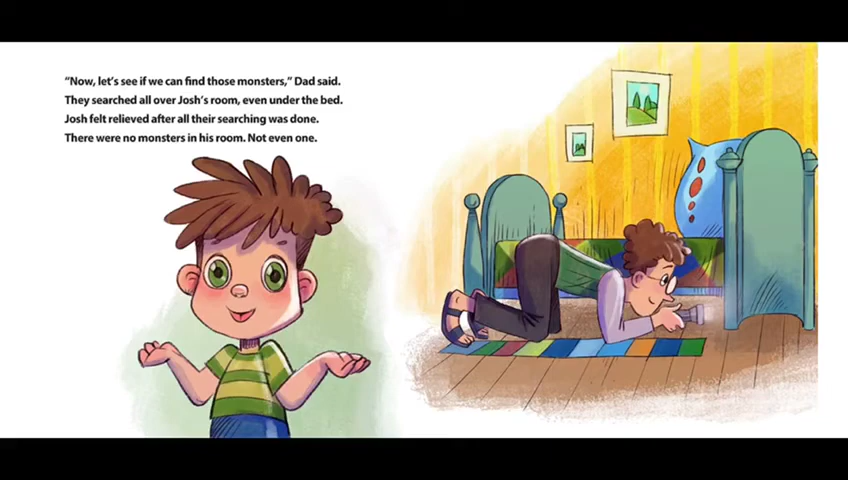 “Now, let’s see if we can find those monsters,” Dad said.
They searched all over Josh’s room, even under the bed.
Josh felt relieved after all their searching was done.
There were no monsters in his room. Not even one.